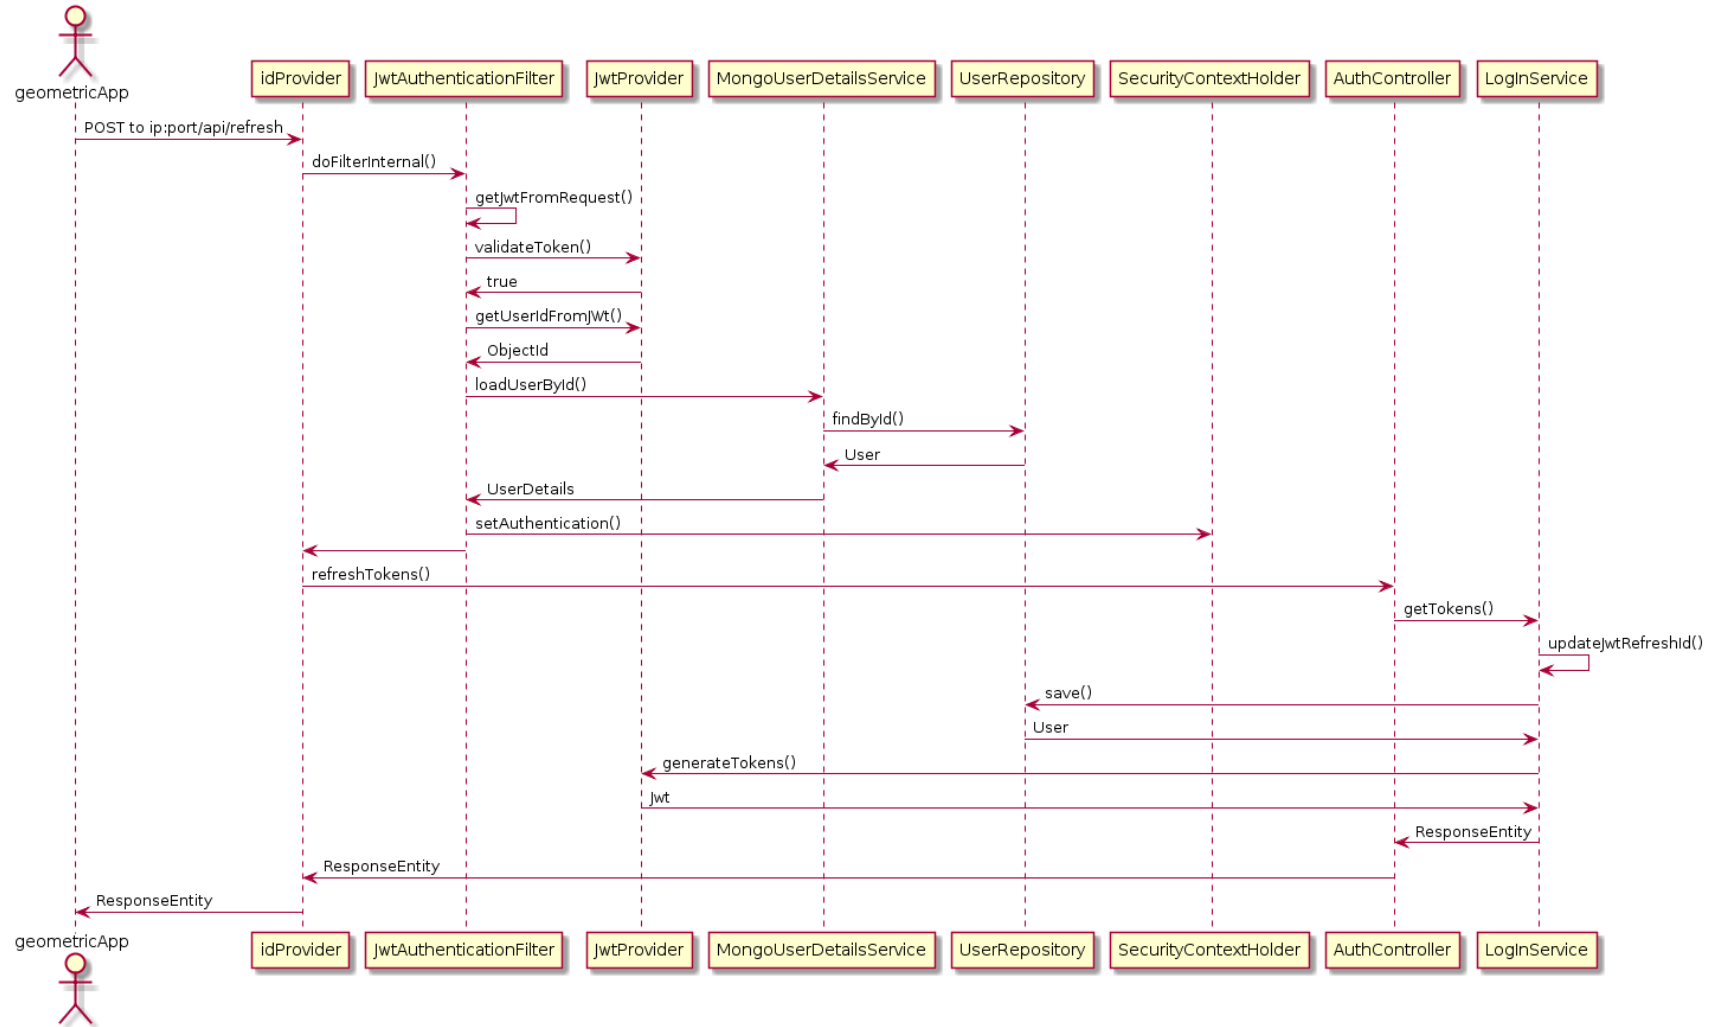 geometricApp
idProvider
JwtAuthenticationFilter
JwtProvider
MongoUserDetailsService
UserRepository
SecurityContextHolder
AuthController
LogInService
POST to ip:port/api/refresh
doFilterInternal()
getJwtFromRequest()
validateToken()
true
getUserIdFromJWt()
ObjectId
loadUserById()
findById()
User
UserDetails
setAuthentication()
refreshTokens()
getTokens()
updateJwtRefreshId()
save()
User
generateTokens()
Jwt
ResponseEntity
ResponseEntity
ResponseEntity
geometricApp
idProvider
JwtAuthenticationFilter
JwtProvider
MongoUserDetailsService
UserRepository
SecurityContextHolder
AuthController
LogInService